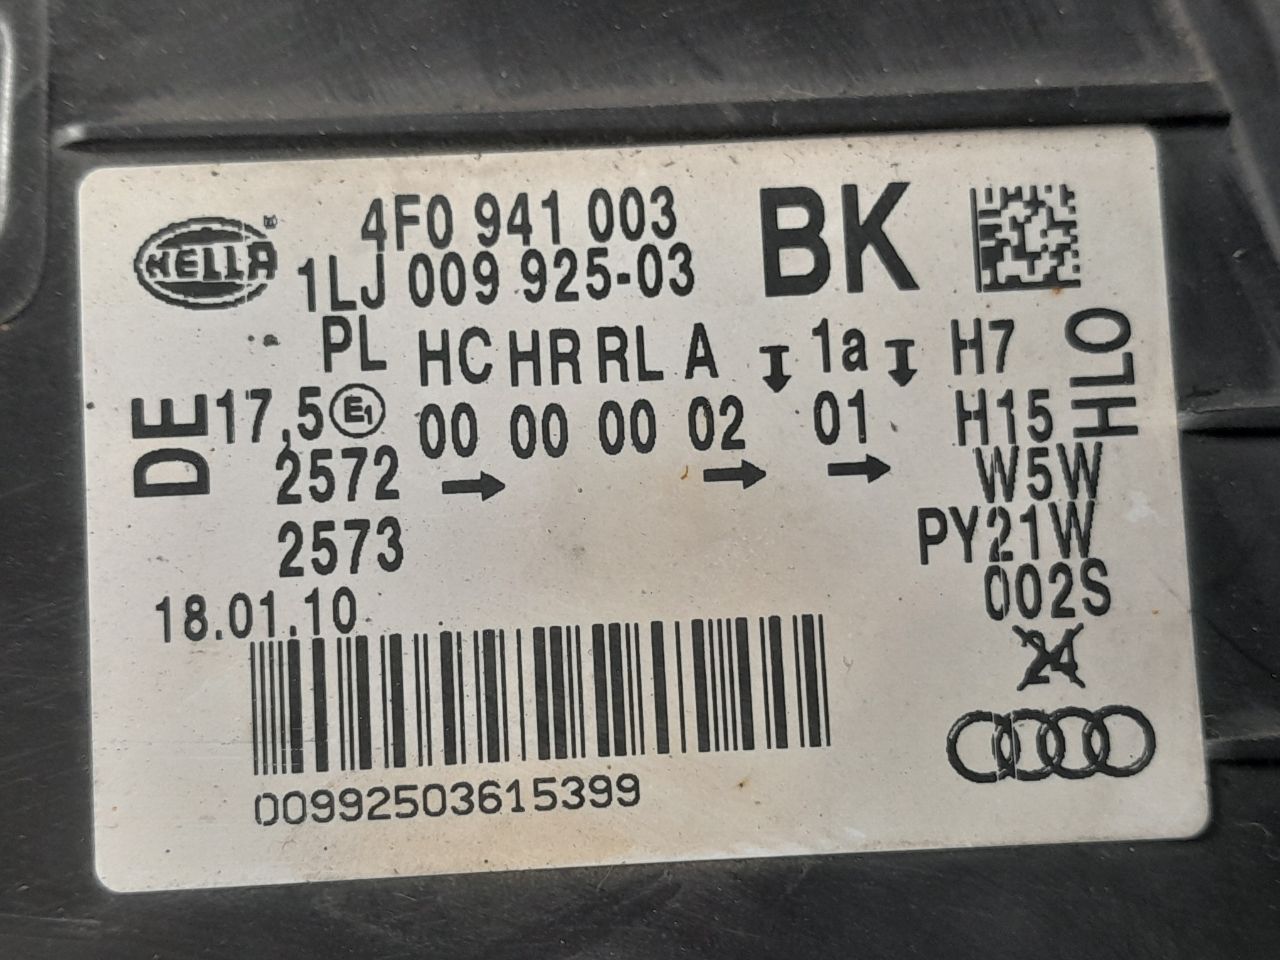 HELLA
4F0 941 003 BK
1LJ 009 925-03
PL HC HR RL A 1a H7
DE 17,5 E1 00 00 00 02 01 H15 HLO
2572 → → → W5W
2573 PY21W
002S
18.01.10
24
00992503615399